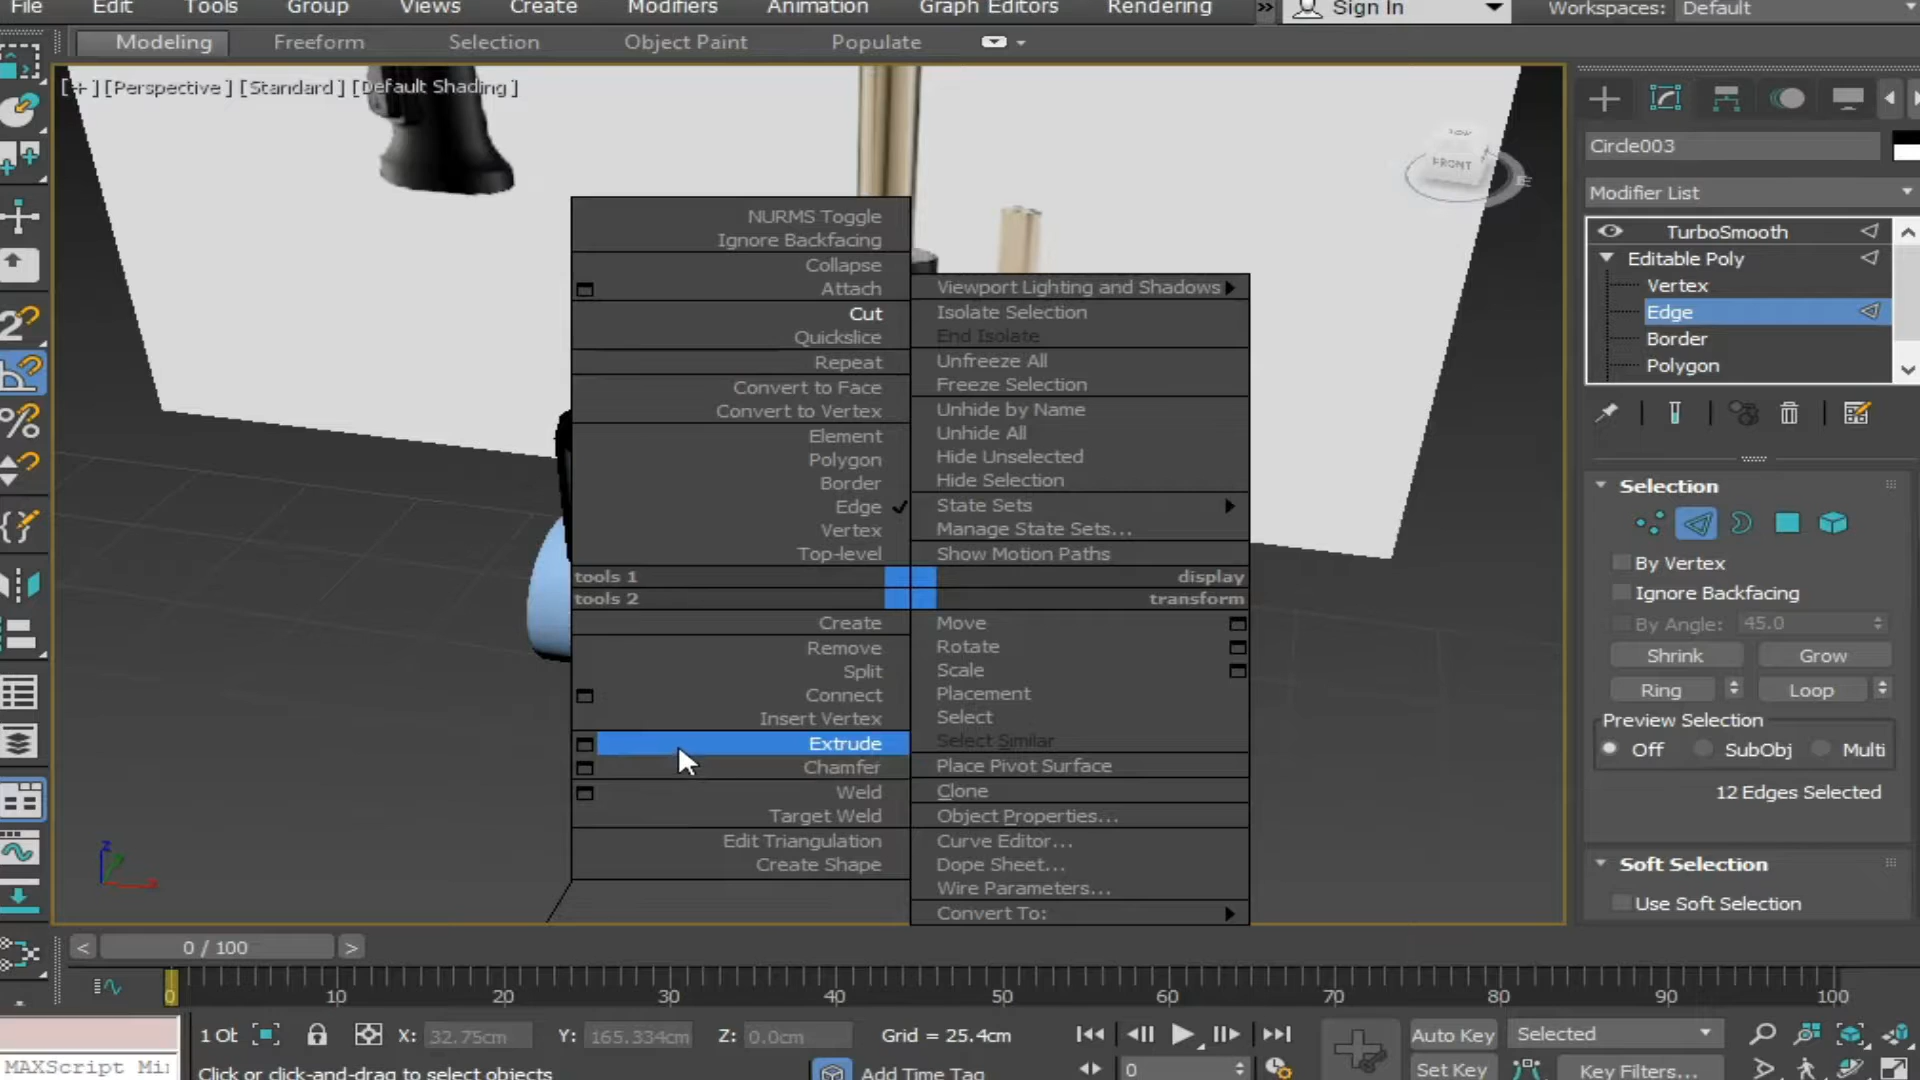 File Edit Tools Group Views Create Modifiers Animation Graph Editors Rendering >> Sign In Workspaces: Default
Modeling Freeform Selection Object Paint Populate
[+] [Perspective] [Standard] [Default Shading]
FRONT
NURMS Toggle
Ignore Backfacing
Collapse
Attach
Cut
Quickslice
Repeat
Convert to Face
Convert to Vertex
Element
Polygon
Border
Edge
Vertex
Top-level
tools 1
tools 2
Create
Remove
Split
Connect
Insert Vertex
Extrude
Chamfer
Weld
Target Weld
Edit Triangulation
Create Shape
Viewport Lighting and Shadows
Isolate Selection
End Isolate
Unfreeze All
Freeze Selection
Unhide by Name
Unhide All
Hide Unselected
Hide Selection
State Sets
Manage State Sets...
Show Motion Paths
display
transform
Move
Rotate
Scale
Placement
Select
Select Similar
Place Pivot Surface
Clone
Object Properties...
Curve Editor...
Dope Sheet...
Wire Parameters...
Convert To:
Circle003
Modifier List
TurboSmooth
Editable Poly
Vertex
Edge
Border
Polygon
Selection
By Vertex
Ignore Backfacing
By Angle: 45.0
Shrink Grow
Ring Loop
Preview Selection
Off SubObj Multi
12 Edges Selected
Soft Selection
Use Soft Selection
z
< 0 / 100 >
0 10 20 30 40 50 60 70 80 90 100
1 Ot X: 32.75cm Y: 165.334cm Z: 0.0cm Grid = 25.4cm Auto Key Selected
MAXScript Mi Click or click-and-drag to select objects Add Time Tag 0 Set Key Key Filters...